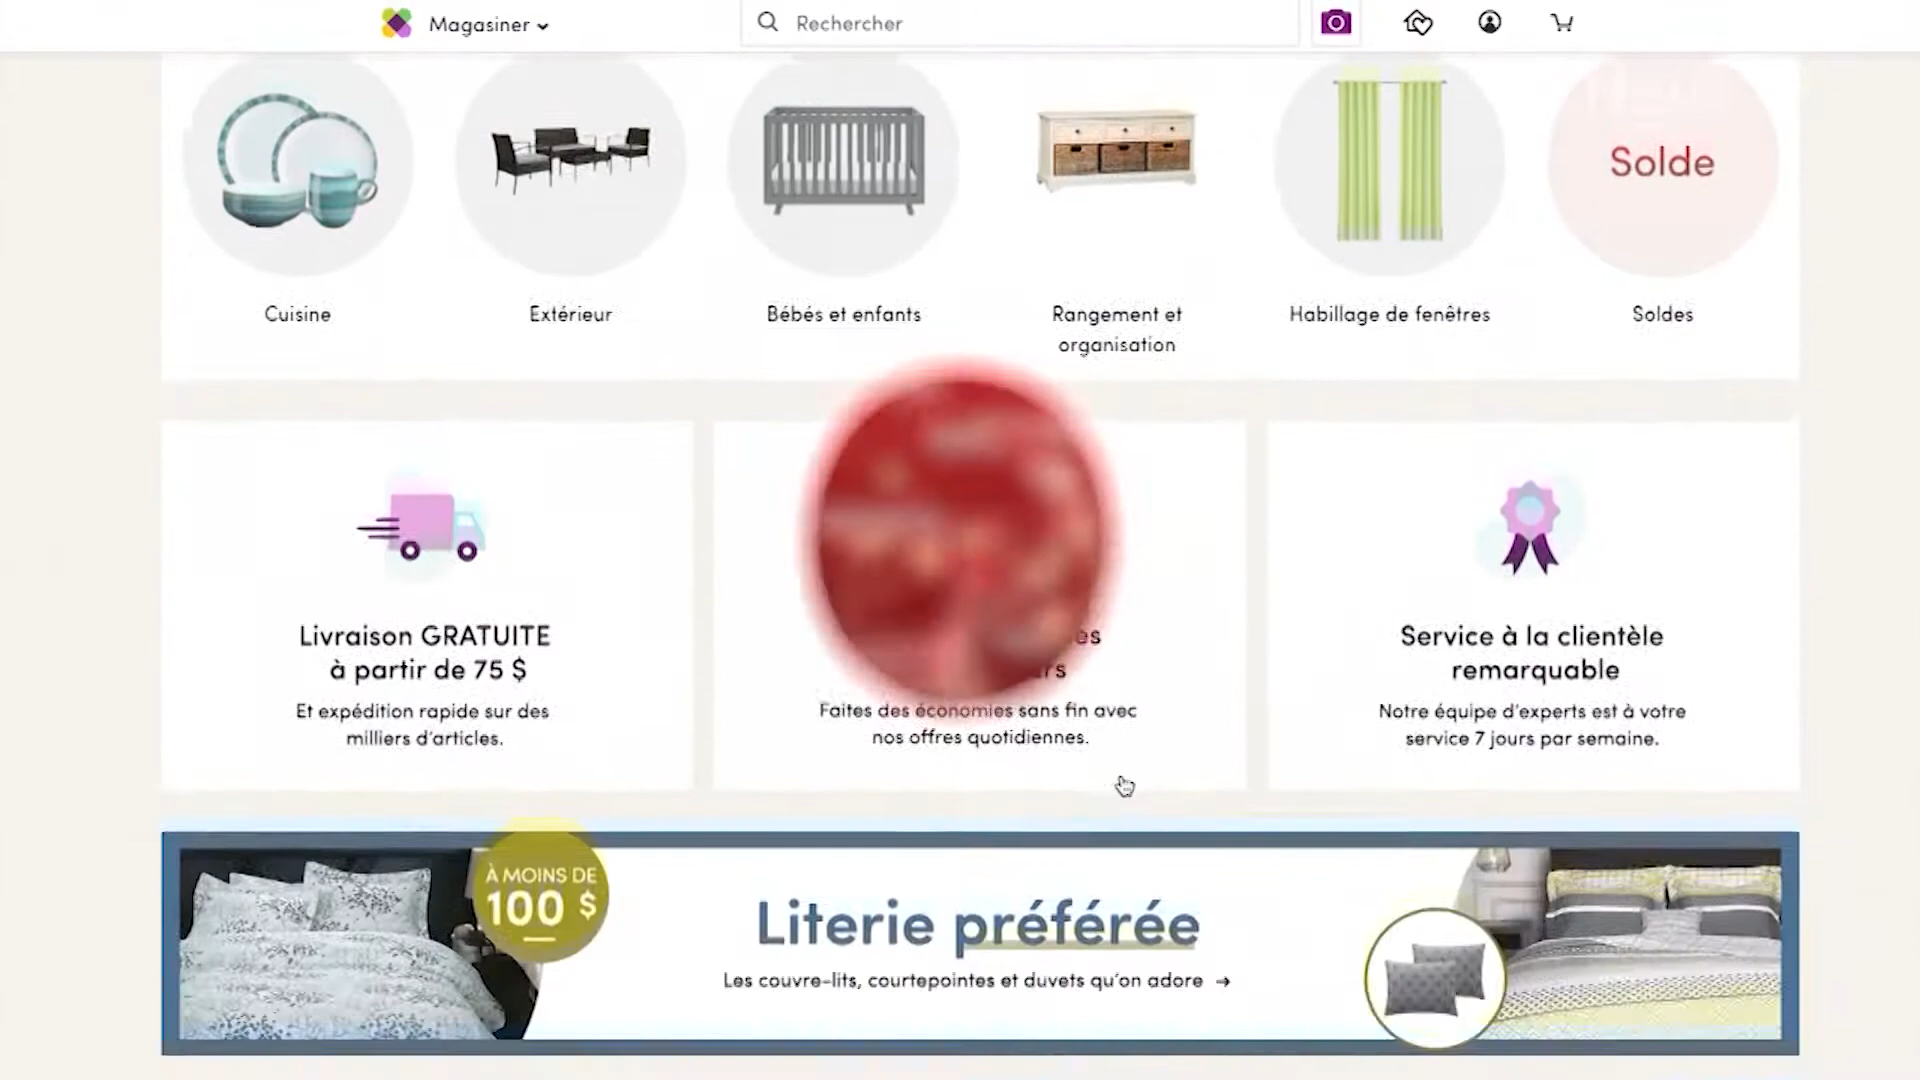 Magasiner
Rechercher
Solde
Cuisine
Extérieur
Bébés et enfants
Rangement et
organisation
Habillage de fenêtres
Soldes
Livraison GRATUITE
à partir de 75 $
Et expédition rapide sur des
milliers d'articles.
Faites des économies sans fin avec
nos offres quotidiennes.
Service à la clientèle
remarquable
Notre équipe d'experts est à votre
service 7 jours par semaine.
À MOINS DE
100 $
Literie préférée
Les couvre-lits, courtepointes et duvets qu'on adore →